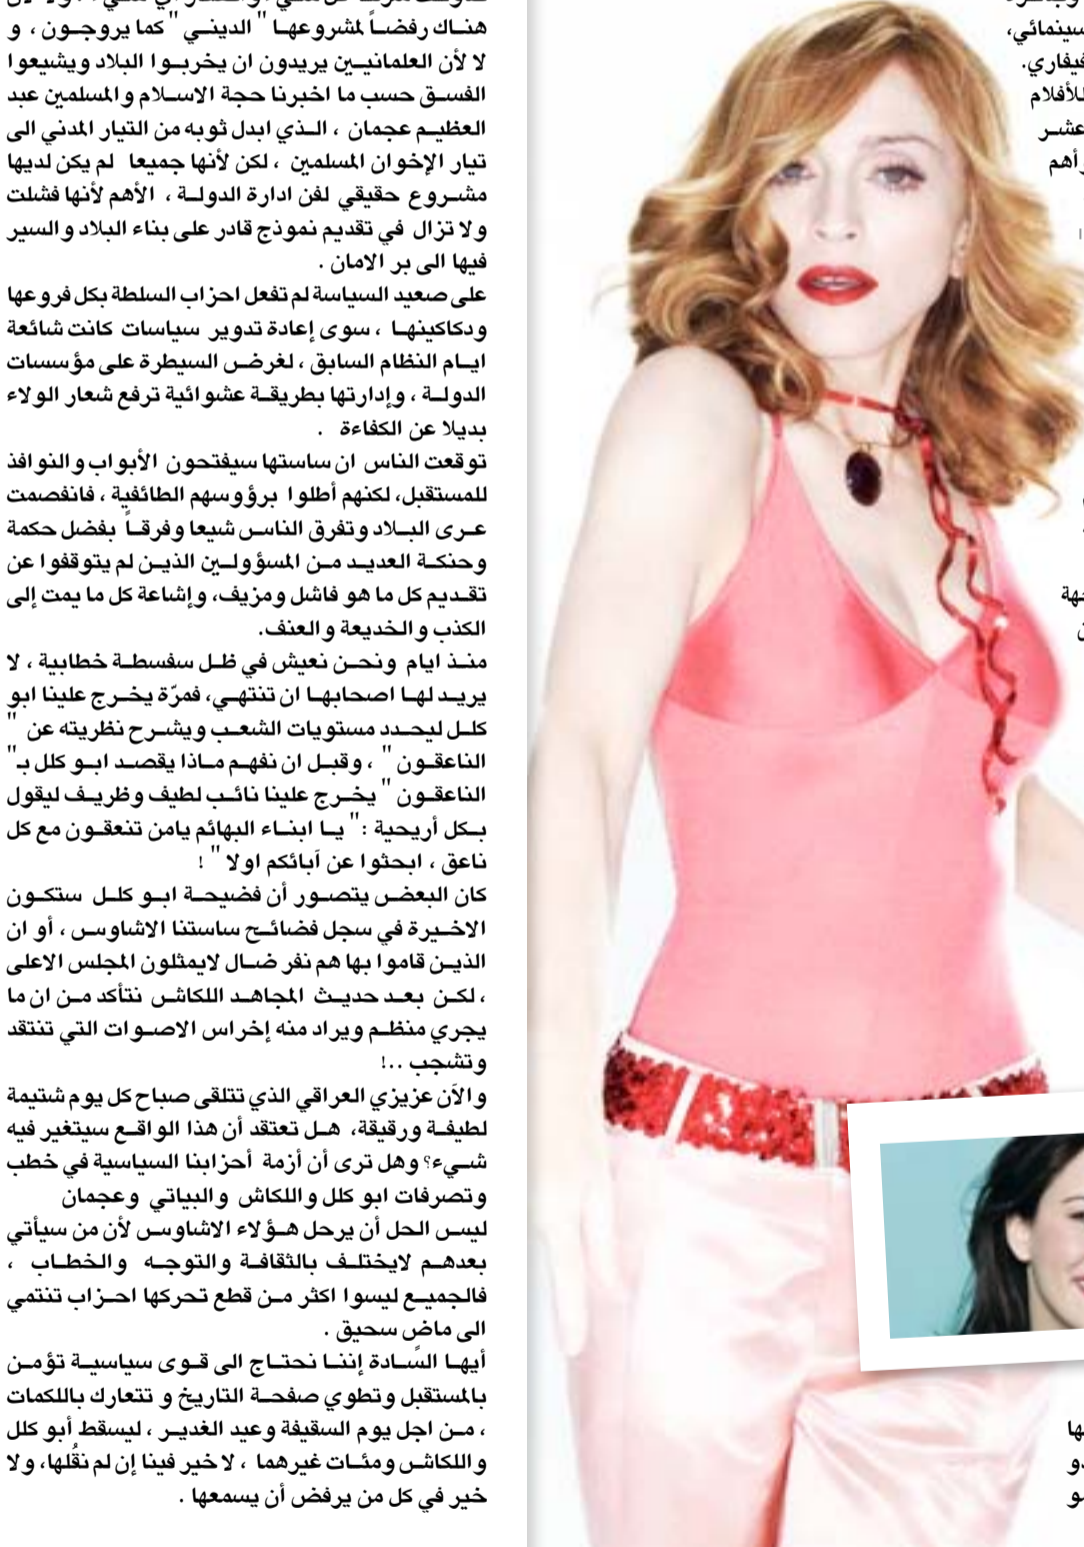 هناك رفضاً لمشروعها " الديني " كما يروجون ، و
لا لأن العلمانيين يريدون ان يخربوا البلاد ويشيعوا
الفسق حسب ما اخبرنا حجة الاسلام والمسلمين عبد
العظيم عجمان ، الذي ابدل ثوبه من التيار المدني الى
تيار الإخوان المسلمين ، لكن لأنها جميعا لم يكن لديها
مشروع حقيقي لفن ادارة الدولة ، الأهم لأنها فشلت
ولا تزال في تقديم نموذج قادر على بناء البلاد والسير
فيها الى بر الامان .
على صعيد السياسة لم تفعل احزاب السلطة بكل فروعها
ودكاكينها ، سوى إعادة تدوير سياسات كانت شائعة
ايام النظام السابق ، لغرض السيطرة على مؤسسات
الدولة ، وإدارتها بطريقة عشوائية ترفع شعار الولاء
بديلا عن الكفاءة .
توقعت الناس ان ساستها سيفتحون الأبواب والنوافذ
للمستقبل، لكنهم أطلوا برؤوسهم الطائفية ، فانفصمت
عرى البلاد وتفرق الناس شيعا وفرقاً بفضل حكمة
وحنكة العديد من المسؤولين الذين لم يتوقفوا عن
تقديم كل ما هو فاشل ومزيف، وإشاعة كل ما يمت إلى
الكذب والخديعة والعنف.
منذ ايام ونحن نعيش في ظل سفسطة خطابية ، لا
يريد لها اصحابها ان تنتهي، فمرّة يخرج علينا ابو
كلل ليحدد مستويات الشعب ويشرح نظريته عن "
الناعقون " ، وقبل ان نفهم ماذا يقصد ابو كلل بـ"
الناعقون " يخرج علينا نائب لطيف وظريف ليقول
بكل أريحية :" يا ابناء البهائم يامن تنعقون مع كل
ناعق ، ابحثوا عن آبائكم اولا " !
كان البعض يتصور أن فضيحة ابو كلل ستكون
الاخيرة في سجل فضائح ساستنا الاشاوس ، أو ان
الذين قاموا بها هم نفر ضال لايمثلون المجلس الاعلى
، لكن بعد حديث المجاهد اللكاش نتأكد من ان ما
يجري منظم ويراد منه إخراس الاصوات التي تنتقد
وتشجب ..!
والآن عزيزي العراقي الذي تتلقى صباح كل يوم شتيمة
لطيفة ورقيقة، هل تعتقد أن هذا الواقع سيتغير فيه
شيء؟ وهل ترى أن أزمة أحزابنا السياسية في خطب
وتصرفات ابو كلل واللكاش والبياتي وعجمان
ليس الحل أن يرحل هؤلاء الاشاوس لأن من سيأتي
بعدهم لايختلف بالثقافة والتوجه والخطاب ،
فالجميع ليسوا اكثر من قطع تحركها احزاب تنتمي
الى ماضٍ سحيق .
أيها السّادة إننا نحتاج الى قوى سياسية تؤمن
بالمستقبل وتطوي صفحة التاريخ و تتعارك باللكمات
، من اجل يوم السقيفة وعيد الغدير ، ليسقط أبو كلل
واللكاش ومئات غيرهما ، لا خير فينا إن لم نقُلها، ولا
خير في كل من يرفض أن يسمعها .
سينمائي،
فيفاري.
للأفلام
عشر